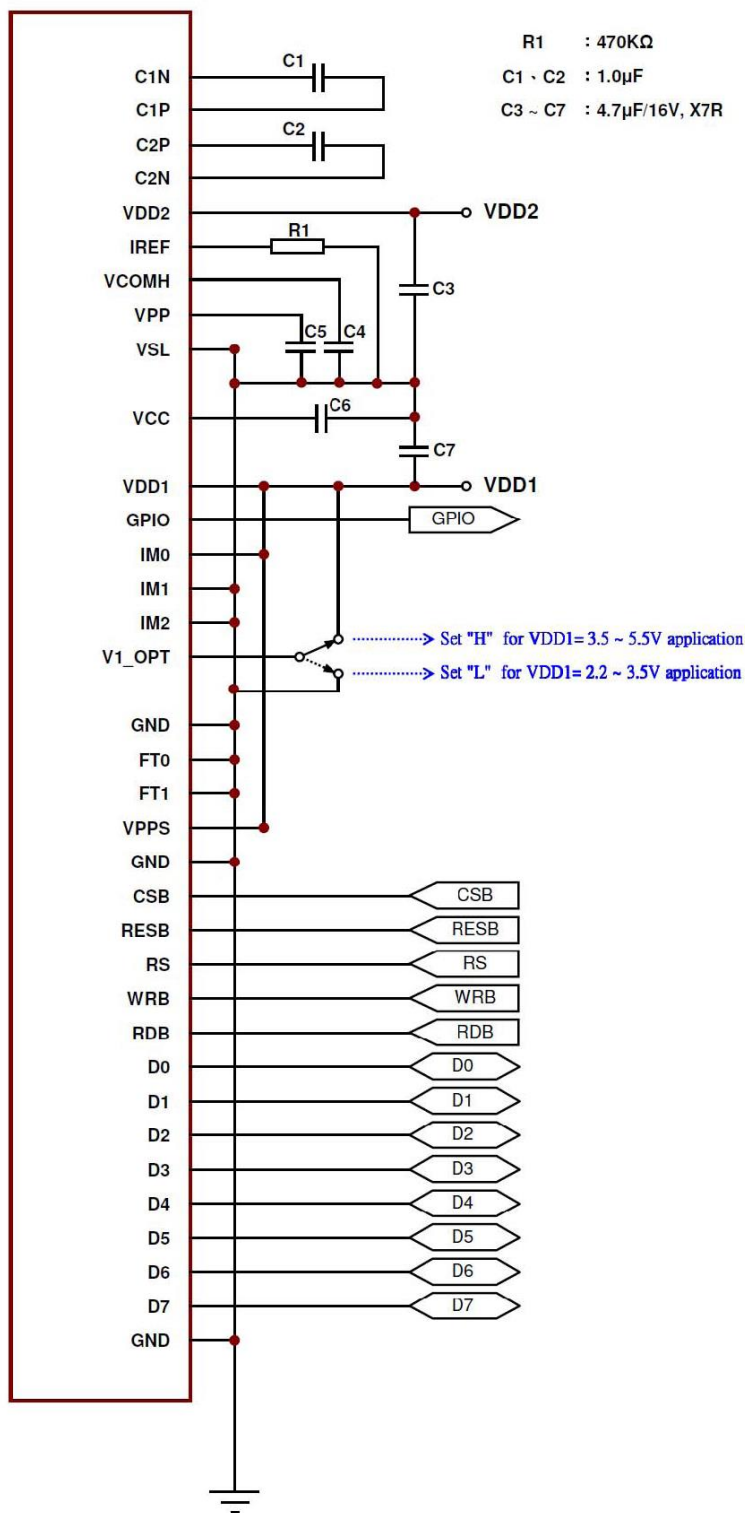 R1 : 470KΩ
C1、C2 : 1.0μF
C3 ~ C7 : 4.7μF/16V, X7R
C1N
C1
C1P
C2P
C2
C2N
VDD2
VDD2
IREF
R1
VCOMH
C3
VPP
C5
C4
VSL
VCC
C6
C7
VDD1
VDD1
GPIO
GPIO
IM0
IM1
IM2
Set "H" for VDD1= 3.5 ~ 5.5V application
V1_OPT
Set "L" for VDD1= 2.2 ~ 3.5V application
GND
FT0
FT1
VPPS
GND
CSB
CSB
RESB
RESB
RS
RS
WRB
WRB
RDB
RDB
D0
D0
D1
D1
D2
D2
D3
D3
D4
D4
D5
D5
D6
D6
D7
D7
GND